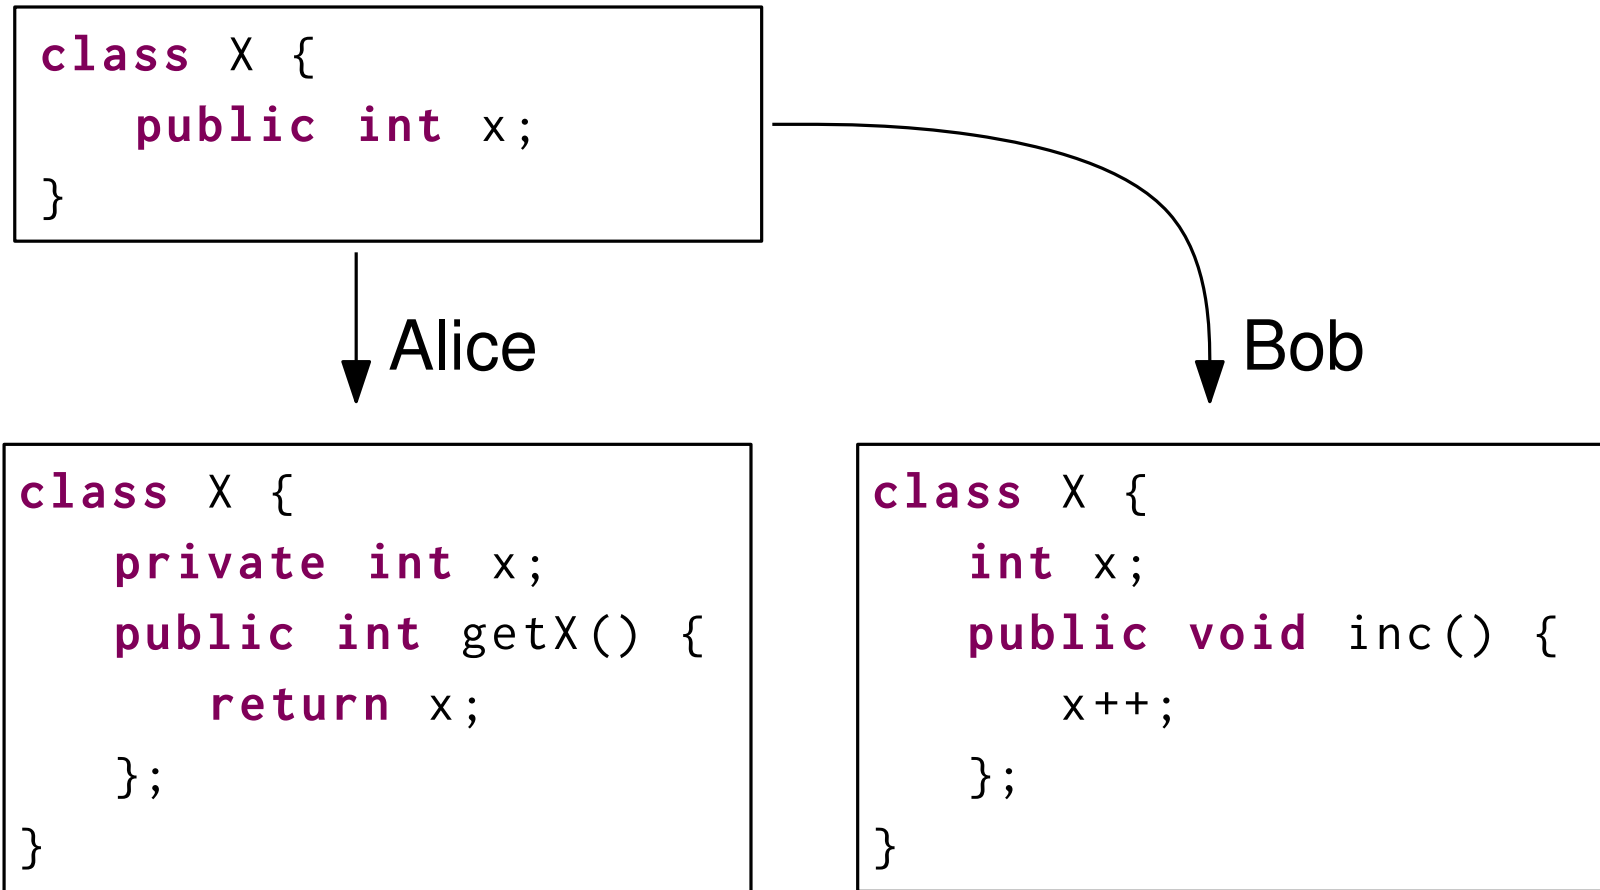 class X {
public int x;
}
Alice
Bob
class X {
private int x;
public int getX() {
return x;
};
}
class X {
int x;
public void inc() {
x++;
};
}